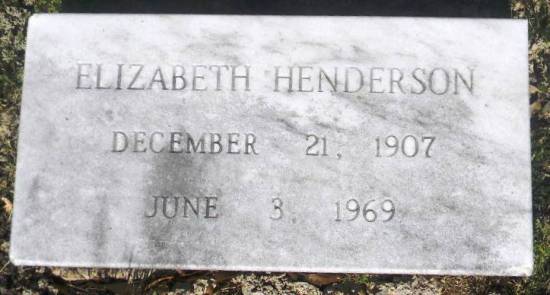 ELIZABETH HENDERSON
DECEMBER 21, 1907
JUNE 3, 1969